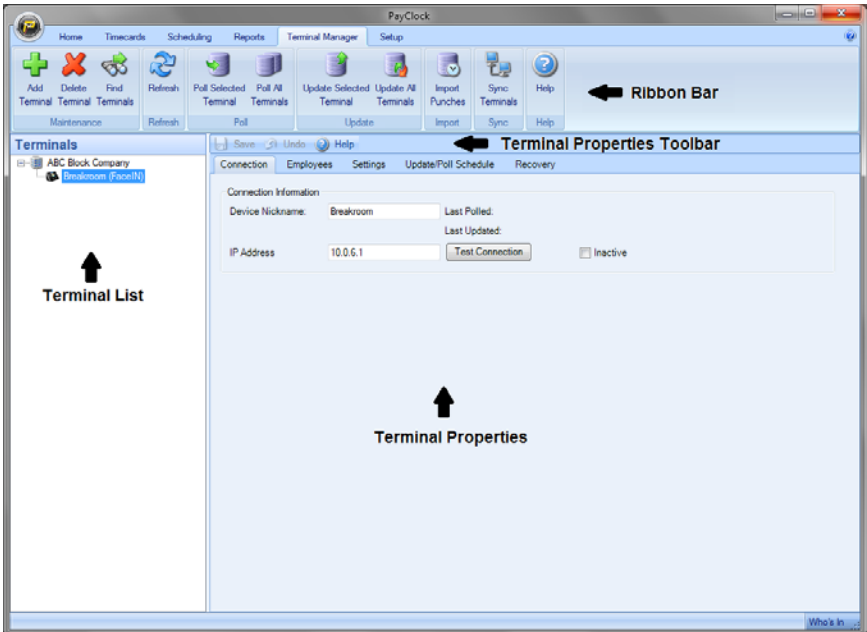 PayClock
Home Timecards Scheduling Reports Terminal Manager Setup
Add Terminal
Delete Terminal
Find Terminals
Refresh
Poll Selected Terminal
Poll All Terminals
Update Selected Terminal
Update All Terminals
Import Punches
Sync Terminals
Help
Ribbon Bar
Maintenance Refresh Poll Update Import Sync Help
Terminals
Save Undo Help
Terminal Properties Toolbar
ABC Block Company
Breakroom (FaceIN)
Connection Employees Settings Update/Poll Schedule Recovery
Connection Information
Device Nickname: Breakroom Last Polled:
Last Updated:
IP Address 10.0.6.1 Test Connection Inactive
Terminal List
Terminal Properties
Who's In